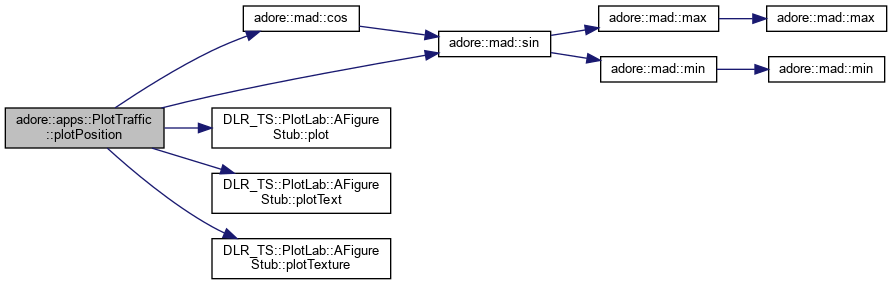 adore::apps::PlotTraffic
::plotPosition
adore::mad::cos
adore::mad::sin
adore::mad::max
adore::mad::max
adore::mad::min
adore::mad::min
DLR_TS::PlotLab::AFigure
Stub::plot
DLR_TS::PlotLab::AFigure
Stub::plotText
DLR_TS::PlotLab::AFigure
Stub::plotTexture